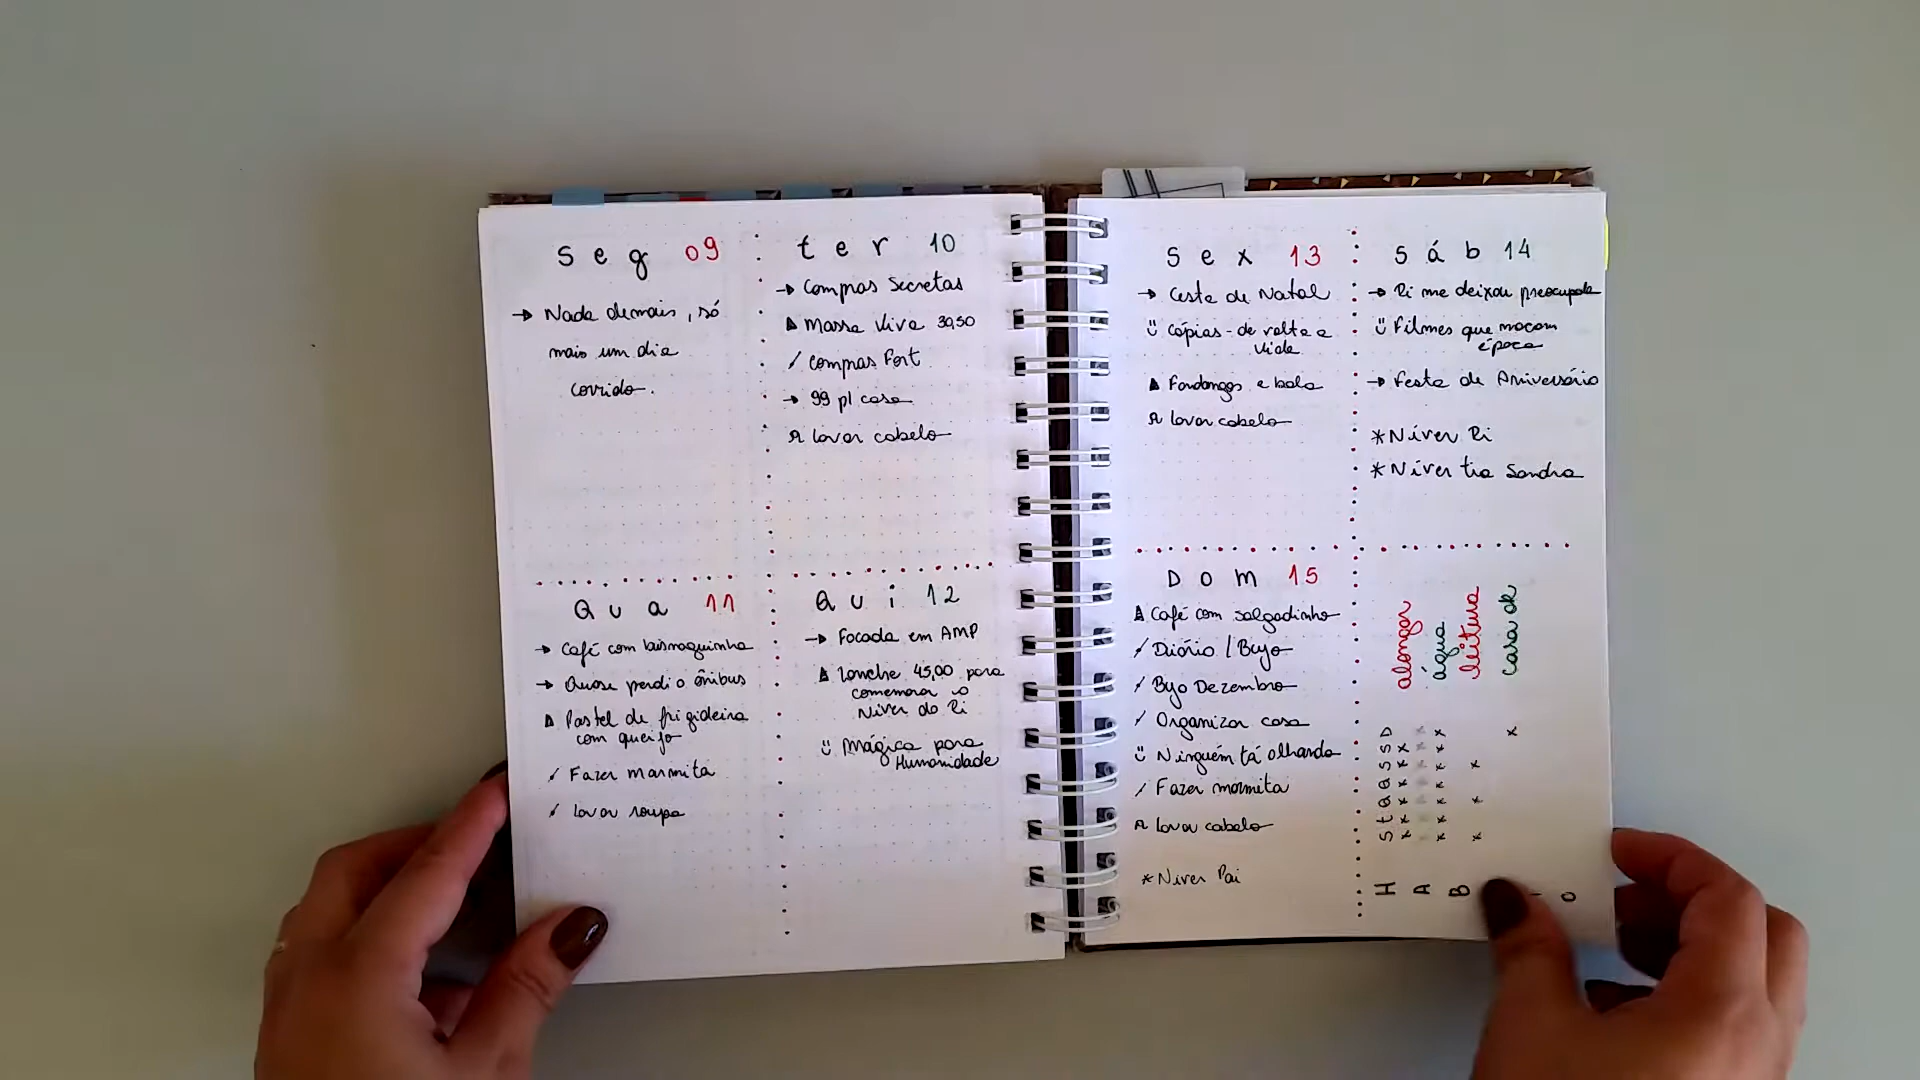 seg 09
→ Nada demais, só
mais um dia
corrido.
ter 10
→ Compras Secretas
Massa Viva 30,50
/ Compras Fort
→ 99 p/ casa
lavar cabelo
Qua 11
→ Café com bisnaguinha
→ Quase perdi o ônibus
Pastel de frigideira
com queijo
/ Fazer marmita
/ lavar roupa
Qui 12
→ Focada em AMP
lanche 45,00 para
comemorar o
Niver do Ri
Mágica para
Humanidade
Sex 13
→ Cesta de Natal
Cópias - de volta a
vida
Fandangos e bala
lavar cabelo
Sáb 14
→ Ri me deixou preocupada
Filmes que marcam
época
→ Festa de Aniversário
*Niver Ri
*Niver tia Sandra
Dom 15
Café com salgadinho
/ Diário / Bujo
/ Bujo Dezembro
/ Organizar casa
Ninguém tá olhando
/ Fazer marmita
lavar cabelo
*Niver Pai
alongar
água
leitura
casa ok
S t Q Q S S D
H A B O